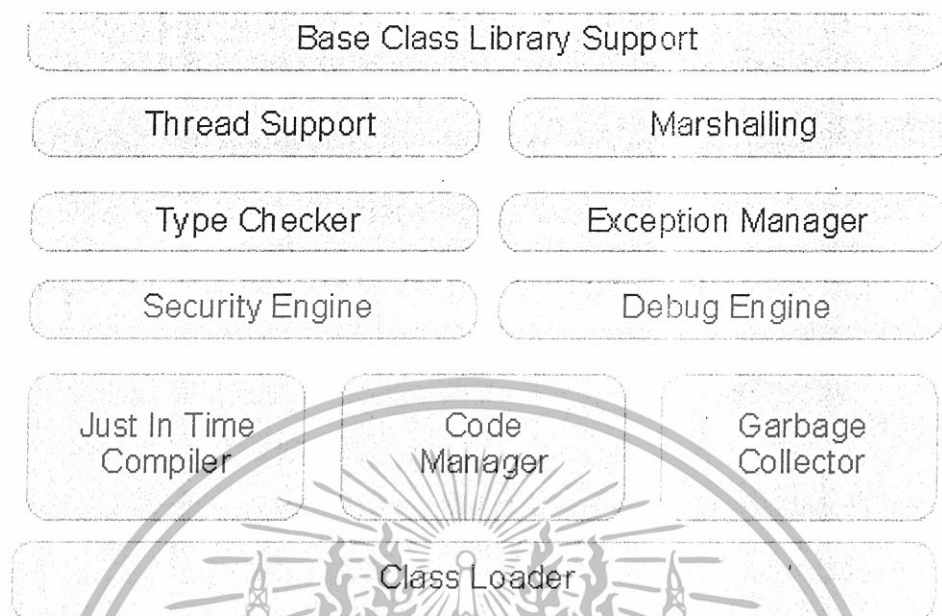 Base Class Library Support
Thread Support
Marshalling
Type Checker
Exception Manager
Security Engine
Debug Engine
Just In Time
Compiler
Code
Manager
Garbage
Collector
Class Loader